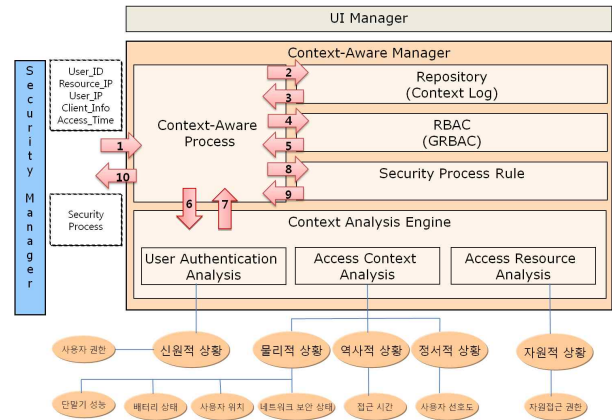 UI Manager
Context-Aware Manager
Security Manager
User_ID
Resource_IP
User_IP
Client_Info
Access_Time
Context-Aware
Process
2
3
Repository
(Context Log)
4
5
RBAC
(GRBAC)
1
10
8
9
Security Process Rule
Security
Process
6
7
Context Analysis Engine
User Authentication
Analysis
Access Context
Analysis
Access Resource
Analysis
사용자 권한
신원적 상황
물리적 상황
역사적 상황
정서적 상황
자원적 상황
단말기 성능
배터리 상태
사용자 위치
네트워크 보안 상태
접근 시간
사용자 선호도
자원접근 권한